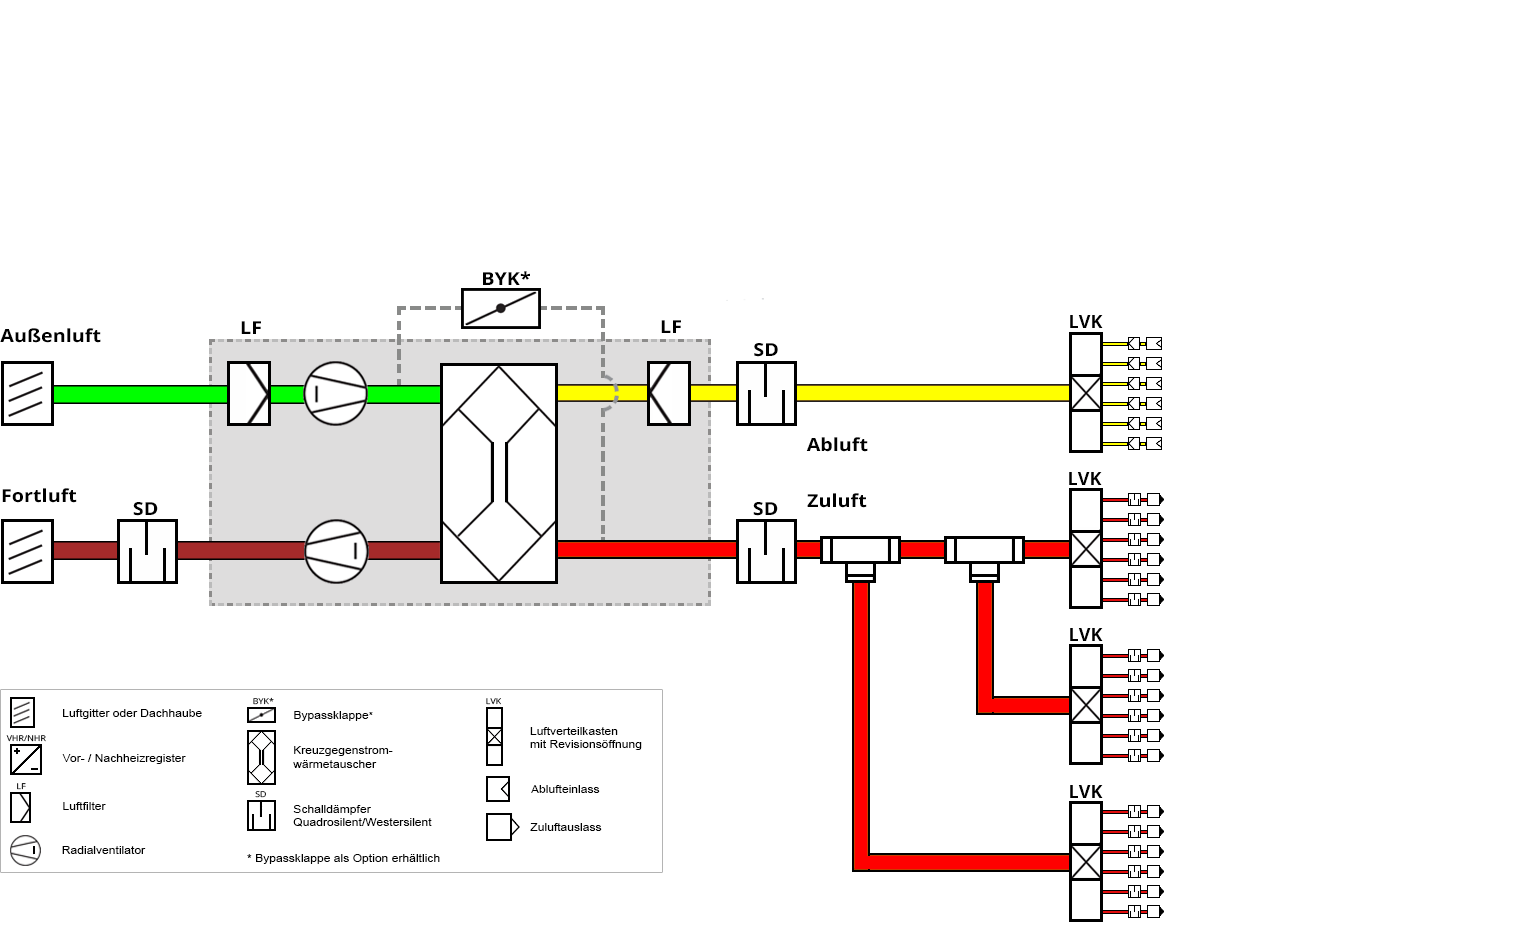 BYK*
Außenluft
LF
LF
SD
LVK
Abluft
LVK
Fortluft
SD
SD
Zuluft
LVK
LVK
Luftgitter oder Dachhaube
VHR/NHR
Vor- / Nachheizregister
LF
Luftfilter
Radialventilator
BYK*
Bypassklappe*
Kreuzgegenstrom-
wärmetauscher
SD
Schalldämpfer
Quadrosilent/Westersilent
* Bypassklappe als Option erhältlich
LVK
Luftverteilkasten
mit Revisionsöffnung
Ablufteinlass
Zuluftauslass